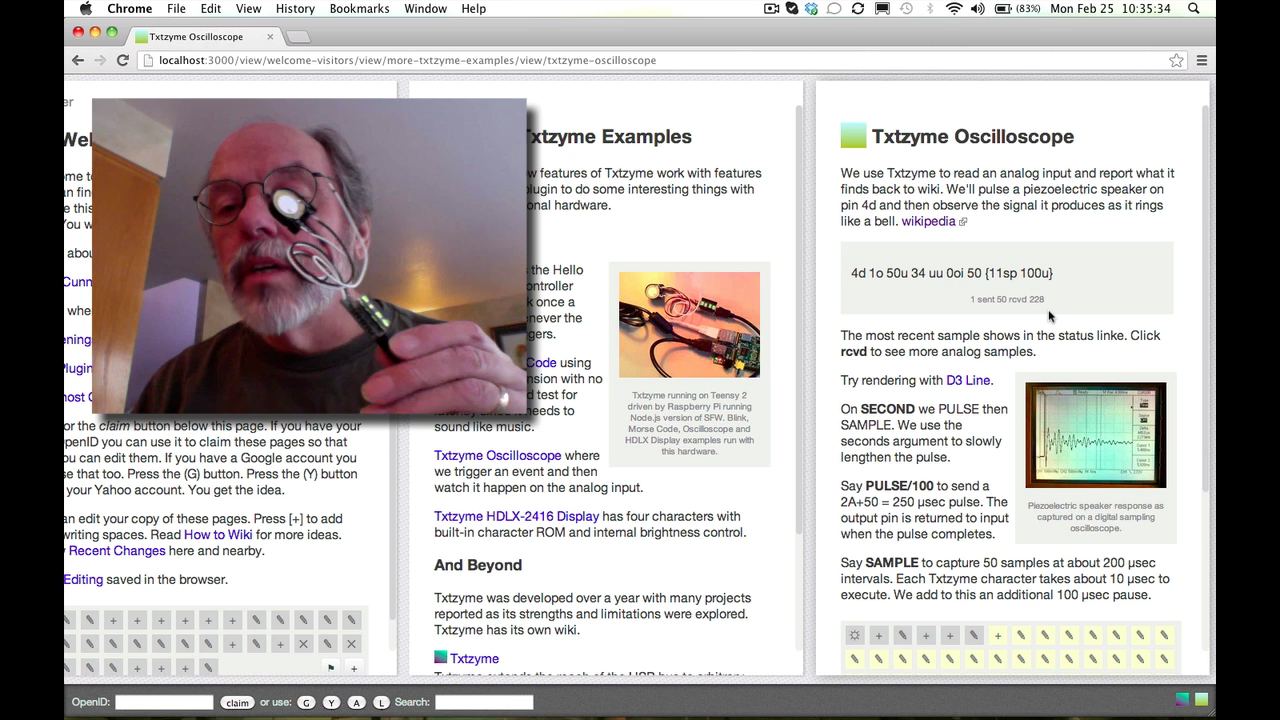 Chrome File Edit View History Bookmarks Window Help (83%) Mon Feb 25 10:35:34
Txtzyme Oscilloscope
localhost:3000/view/welcome-visitors/view/more-txtzyme-examples/view/txtzyme-oscilloscope
er
Wel
me to
an fin
e this
You w
abou
Cunn
wher
enings
Plugin
host C
for the claim button below this page. If you have your
OpenID you can use it to claim these pages so that
you can edit them. If you have a Google account you
use that too. Press the (G) button. Press the (Y) button
your Yahoo account. You get the idea.
an edit your copy of these pages. Press [+] to add
writing spaces. Read How to Wiki for more ideas.
Recent Changes here and nearby.
Editing saved in the browser.
Txtzyme Examples
w features of Txtzyme work with features
plugin to do some interesting things with
onal hardware.
s the Hello
ontroller
k once a
never the
gers.
Code using
nsion with no
d test for
needs to
sound like music.
Txtzyme running on Teensy 2
driven by Raspberry Pi running
Node.js version of SFW. Blink,
Morse Code, Oscilloscope and
HDLX Display examples run with
this hardware.
Txtzyme Oscilloscope where
we trigger an event and then
watch it happen on the analog input.
Txtzyme HDLX-2416 Display has four characters with
built-in character ROM and internal brightness control.
And Beyond
Txtzyme was developed over a year with many projects
reported as its strengths and limitations were explored.
Txtzyme has its own wiki.
Txtzyme
Txtzyme Oscilloscope
We use Txtzyme to read an analog input and report what it
finds back to wiki. We'll pulse a piezoelectric speaker on
pin 4d and then observe the signal it produces as it rings
like a bell. wikipedia
4d 1o 50u 34 uu 0oi 50 {11sp 100u}
1 sent 50 rcvd 228
The most recent sample shows in the status linke. Click
rcvd to see more analog samples.
Try rendering with D3 Line.
On SECOND we PULSE then
SAMPLE. We use the
seconds argument to slowly
lengthen the pulse.
Say PULSE/100 to send a
2A+50 = 250 µsec pulse. The
output pin is returned to input
when the pulse completes.
Piezoelectric speaker response as
captured on a digital sampling
oscilloscope.
Say SAMPLE to capture 50 samples at about 200 µsec
intervals. Each Txtzyme character takes about 10 µsec to
execute. We add to this an additional 100 µsec pause.
OpenID: claim or use: G Y A L Search: